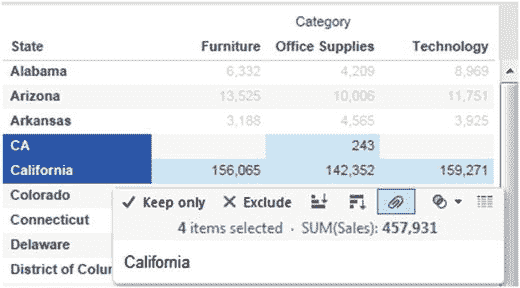 Category
State Furniture Office Supplies Technology
Alabama 6,332 4,209 8,969
Arizona 13,525 10,006 11,751
Arkansas 3,188 4,565 3,925
CA 243
California 156,065 142,352 159,271
Colorado
Connecticut
Delaware
District of Colur
Keep only Exclude
4 items selected · SUM(Sales): 457,931
California